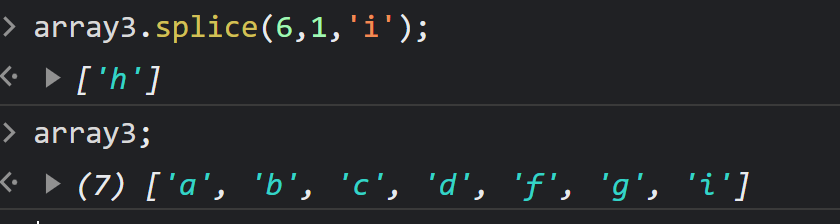 > array3.splice(6,1,'i');
<· ▶ ['h']
> array3;
<· ▶ (7) ['a', 'b', 'c', 'd', 'f', 'g', 'i']